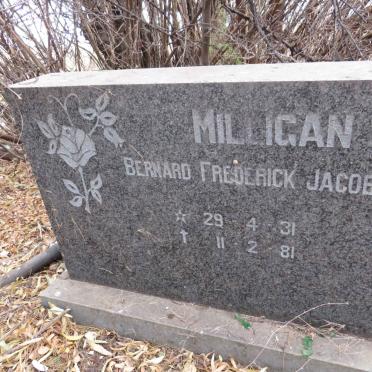 MILLIGAN
BERNARD FREDERICK JACOB
☆ 29 4 31
† 11 2 81